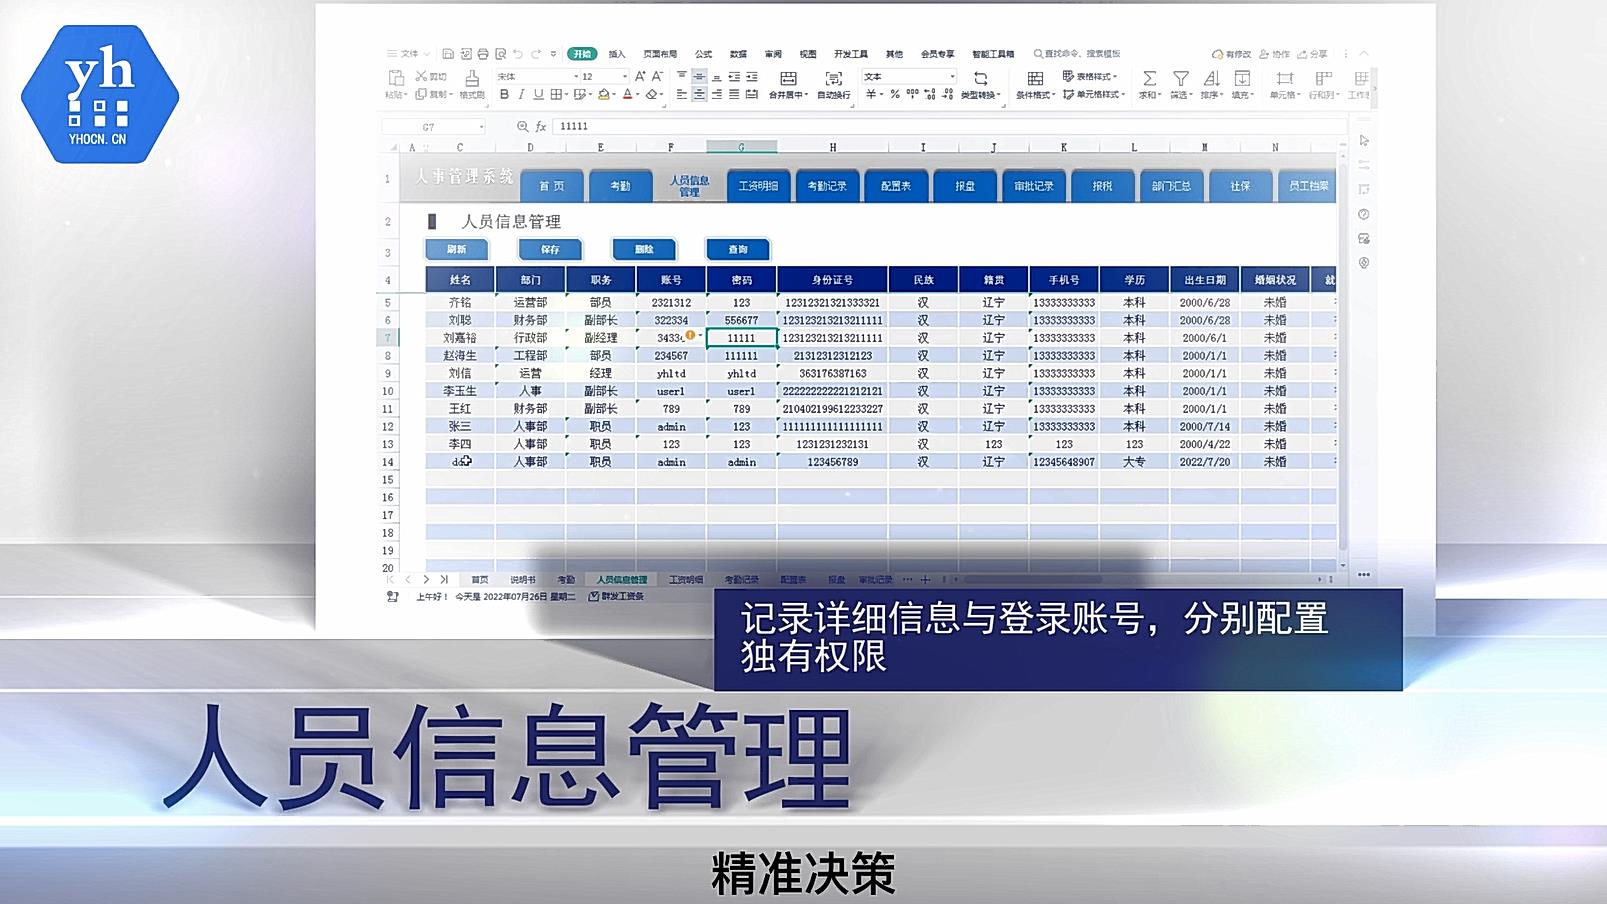 yh
YHOCN. CN
文件
开始 插入 页面布局 公式 数据 审阅 视图 开发工具 其他 会员专享 智能工具箱 查找命令、搜索模板 有修改 协作 分享
剪切 宋体 12 文本
粘贴 复制 格式刷 合并居中 自动换行 类型转换 条件格式 表格样式 单元格样式 求和 筛选 排序 填充 单元格 行和列
G7 fx 11111
A C D E F G H I J K L M N
1 人事管理系统 首 页 考勤 人员信息管理 工资明细 考勤记录 配置表 报盘 审批记录 报税 部门汇总 社保 员工档案
2 人员信息管理
3 刷新 保存 删除 查询
4 姓名 部门 职务 账号 密码 身份证号 民族 籍贯 手机号 学历 出生日期 婚姻状况 就
5 齐铭 运营部 部员 2321312 123 12312321321333321 汉 辽宁 13333333333 本科 2000/6/28 未婚
6 刘聪 财务部 副部长 322334 556677 123123213213211111 汉 辽宁 13333333333 本科 2000/6/28 未婚
7 刘嘉裕 行政部 副经理 3433 11111 123123213213211111 汉 辽宁 13333333333 本科 2000/6/1 未婚
8 赵海生 工程部 部员 234567 111111 21312312312123 汉 辽宁 13333333333 本科 2000/1/1 未婚
9 刘信 运营 经理 yhltd yhltd 363176387163 汉 辽宁 13333333333 本科 2000/1/1 未婚
10 李玉生 人事 副部长 user1 user1 222222222221212121 汉 辽宁 13333333333 本科 2000/1/1 未婚
11 王红 财务部 副部长 789 789 210402199612233227 汉 辽宁 13333333333 本科 2000/1/1 未婚
12 张三 人事部 职员 admin 123 111111111111111111 汉 辽宁 13333333333 本科 2000/7/14 未婚
13 李四 人事部 职员 123 123 1231231232131 汉 123 123 123 2000/4/22 未婚
14 dd 人事部 职员 admin admin 123456789 汉 辽宁 12345648907 大专 2022/7/20 未婚
15
16
17
18
19
20
首页 说明书 考勤 人员信息管理 工资明细 考勤记录 配置表 报盘 审批记录
上午好！ 今天是 2022年07月26日 星期二 群发工资条
记录详细信息与登录账号，分别配置
独有权限
人员信息管理
精准决策